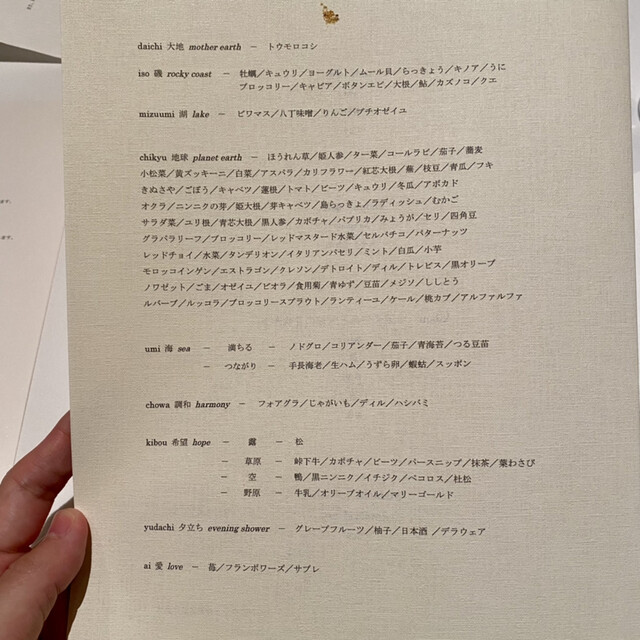 daichi 大地 mother earth － トウモロコシ
iso 磯 rocky coast － 牡蠣／キュウリ／ヨーグルト／ムール貝／らっきょう／キノア／うに
ブロッコリー／キャビア／ボタンエビ／大根／鮎／カズノコ／クエ
mizuumi 湖 lake － ビワマス／八丁味噌／りんご／プチオゼイユ
chikyu 地球 planet earth － ほうれん草／姫人参／ター菜／コールラビ／茄子／蕎麦
小松菜／黄ズッキーニ／白菜／アスパラ／カリフラワー／紅芯大根／蕪／枝豆／青瓜／フキ
きぬさや／ごぼう／キャベツ／蓮根／トマト／ビーツ／キュウリ／冬瓜／アボカド
オクラ／ニンニクの芽／姫大根／芽キャベツ／島らっきょ／ラディッシュ／むかご
サラダ菜／ユリ根／青芯大根／黒人参／カボチャ／パプリカ／みょうが／セリ／四角豆
グラパラリーフ／ブロッコリー／レッドマスタード水菜／セルバチコ／バターナッツ
レッドチョイ／水菜／タンデリオン／イタリアンパセリ／ミント／白瓜／小芋
モロッコインゲン／エストラゴン／クレソン／デトロイト／ディル／トレビス／黒オリーブ
ノワゼット／ごま／オゼイユ／ビオラ／食用菊／青ゆず／豆苗／メジソ／ししとう
ルバーブ／ルッコラ／ブロッコリースプラウト／ランティーユ／ケール／桃カブ／アルファルファ
umi 海 sea － 満ちる － ノドグロ／コリアンダー／茄子／青海苔／つる豆苗
－ つながり － 手長海老／生ハム／うずら卵／蝦蛄／スッポン
chowa 調和 harmony － フォアグラ／じゃがいも／ディル／ハシバミ
kibou 希望 hope － 露 － 松
－ 草原 － 峠下牛／カボチャ／ビーツ／パースニップ／抹茶／葉わさび
－ 空 － 鴨／黒ニンニク／イチジク／ペコロス／杜松
－ 野原 － 牛乳／オリーブオイル／マリーゴールド
yudachi 夕立ち evening shower － グレープフルーツ／柚子／日本酒 ／デラウェア
ai 愛 love － 苺／フランボワーズ／サブレ